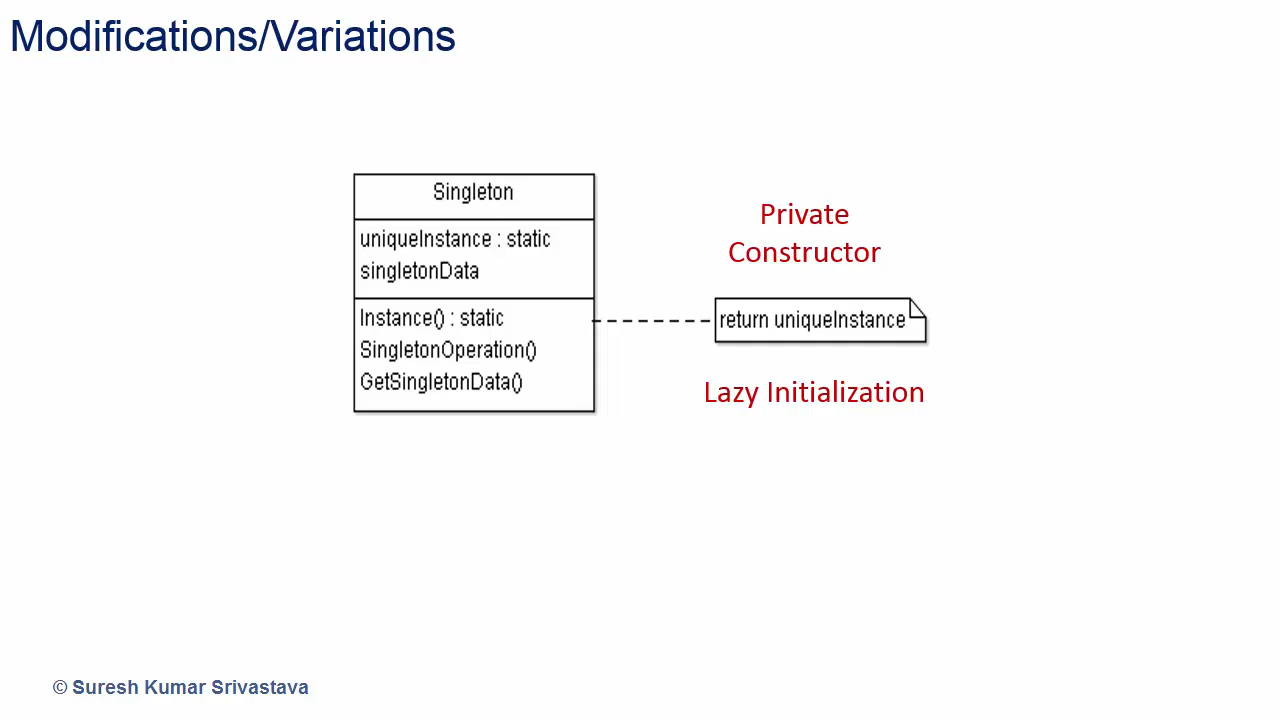 Modifications/Variations
Singleton
uniqueInstance : static
singletonData
Instance() : static
SingletonOperation()
GetSingletonData()
Private
Constructor
return uniqueInstance
Lazy Initialization
© Suresh Kumar Srivastava